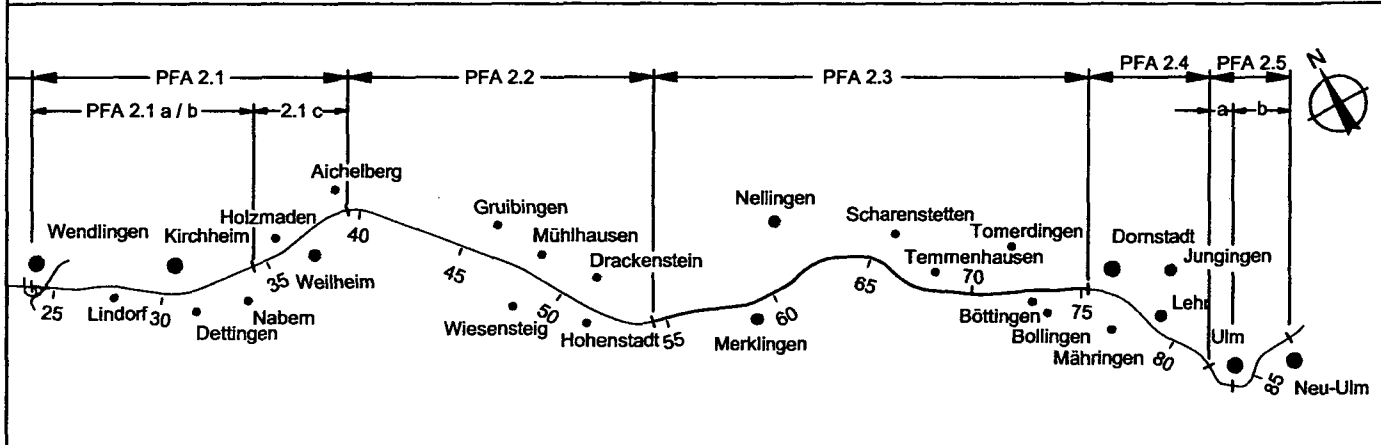 PFA 2.1
PFA 2.2
PFA 2.3
PFA 2.4
PFA 2.5
N
PFA 2.1 a / b
2.1 c
a
b
Aichelberg
Wendlingen
Kirchheim
Holzmaden
Weilheim
Lindorf
Dettingen
Nabern
Gruibingen
Mühlhausen
Drackenstein
Wiesensteig
Hohenstadt
Nellingen
Merklingen
Scharenstetten
Temmenhausen
Tomerdingen
Böttingen
Bollingen
Mähringen
Dornstadt
Jungingen
Lehr
Ulm
Neu-Ulm
25
30
35
40
45
50
55
60
65
70
75
80
85